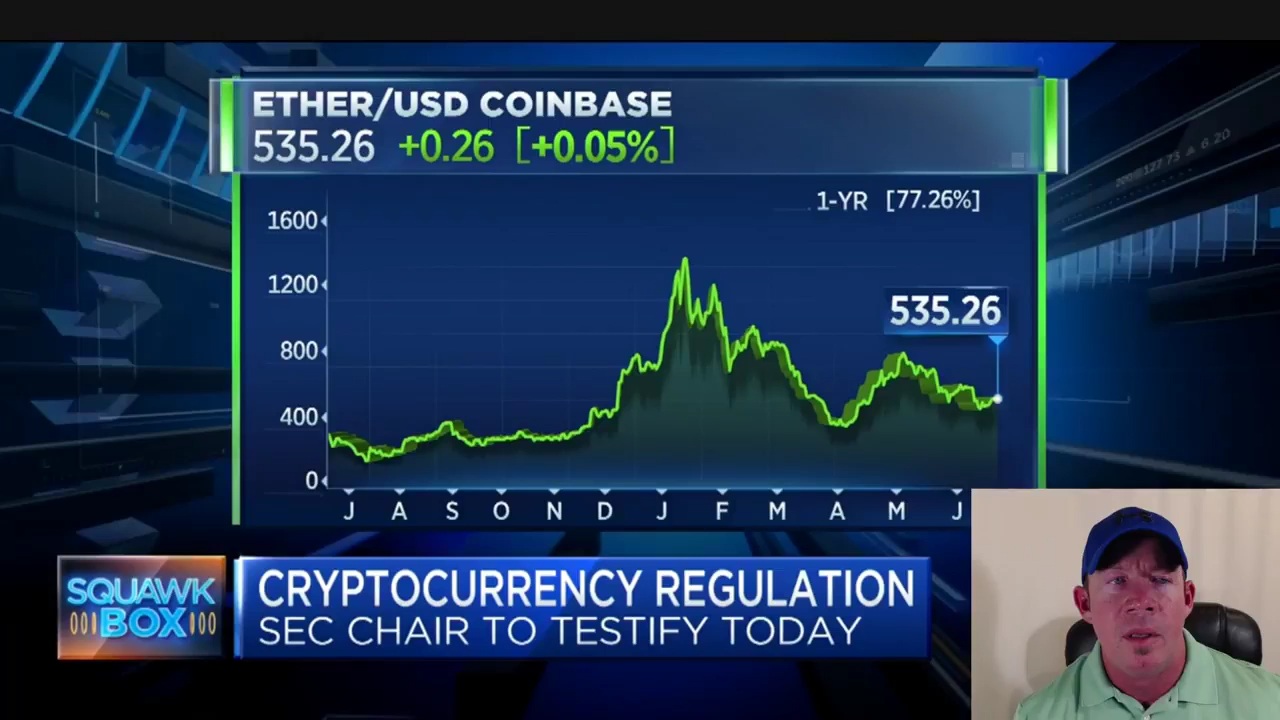 ETHER/USD COINBASE
535.26 +0.26 [+0.05%]
1-YR [77.26%]
1600
1200
800
400
0
535.26
J A S O N D J F M A M J
SQUAWK
BOX
CRYPTOCURRENCY REGULATION
SEC CHAIR TO TESTIFY TODAY